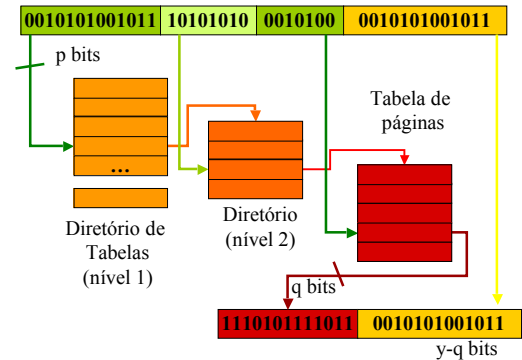 0010101001011 10101010 0010100 0010101001011
p bits
Tabela de
páginas
...
Diretório de
Tabelas
(nível 1)
Diretório
(nível 2)
q bits
1110101111011 0010101001011
y-q bits